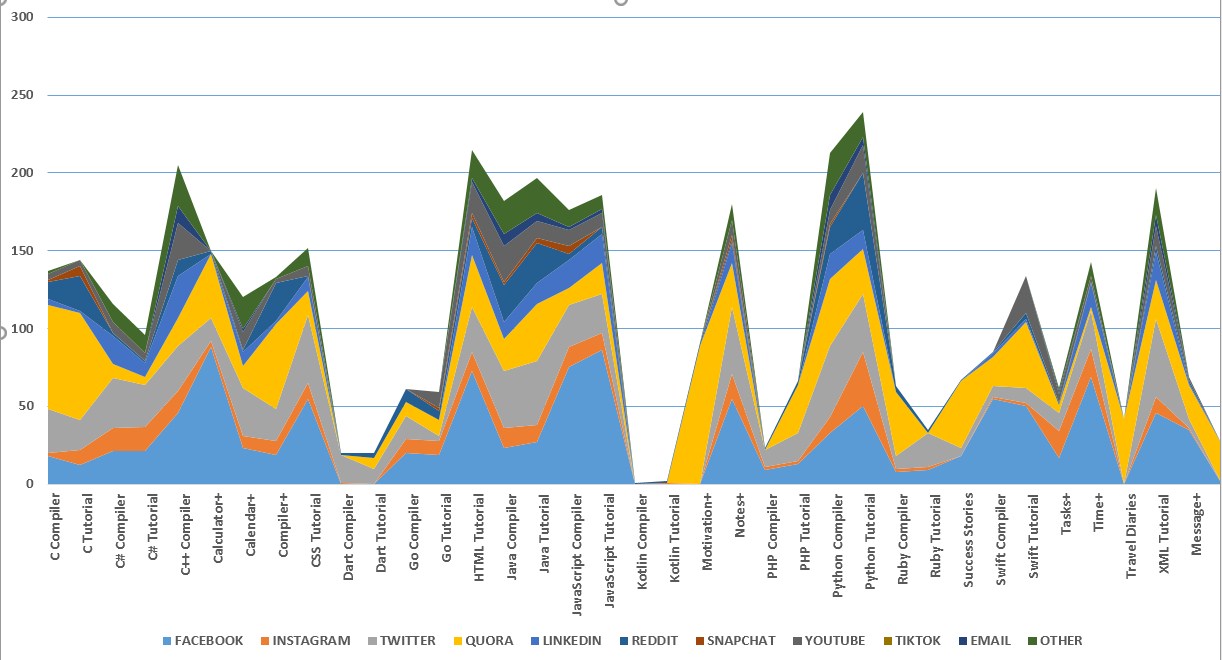 300
250
200
150
100
50
0
C Compiler
C Tutorial
C# Compiler
C# Tutorial
C++ Compiler
Calculator+
Calendar+
Compiler+
CSS Tutorial
Dart Compiler
Dart Tutorial
Go Compiler
Go Tutorial
HTML Tutorial
Java Compiler
Java Tutorial
JavaScript Compiler
JavaScript Tutorial
Kotlin Compiler
Kotlin Tutorial
Motivation+
Notes+
PHP Compiler
PHP Tutorial
Python Compiler
Python Tutorial
Ruby Compiler
Ruby Tutorial
Success Stories
Swift Compiler
Swift Tutorial
Tasks+
Time+
Travel Diaries
XML Tutorial
Message+
FACEBOOK INSTAGRAM TWITTER QUORA LINKEDIN REDDIT SNAPCHAT YOUTUBE TIKTOK EMAIL OTHER